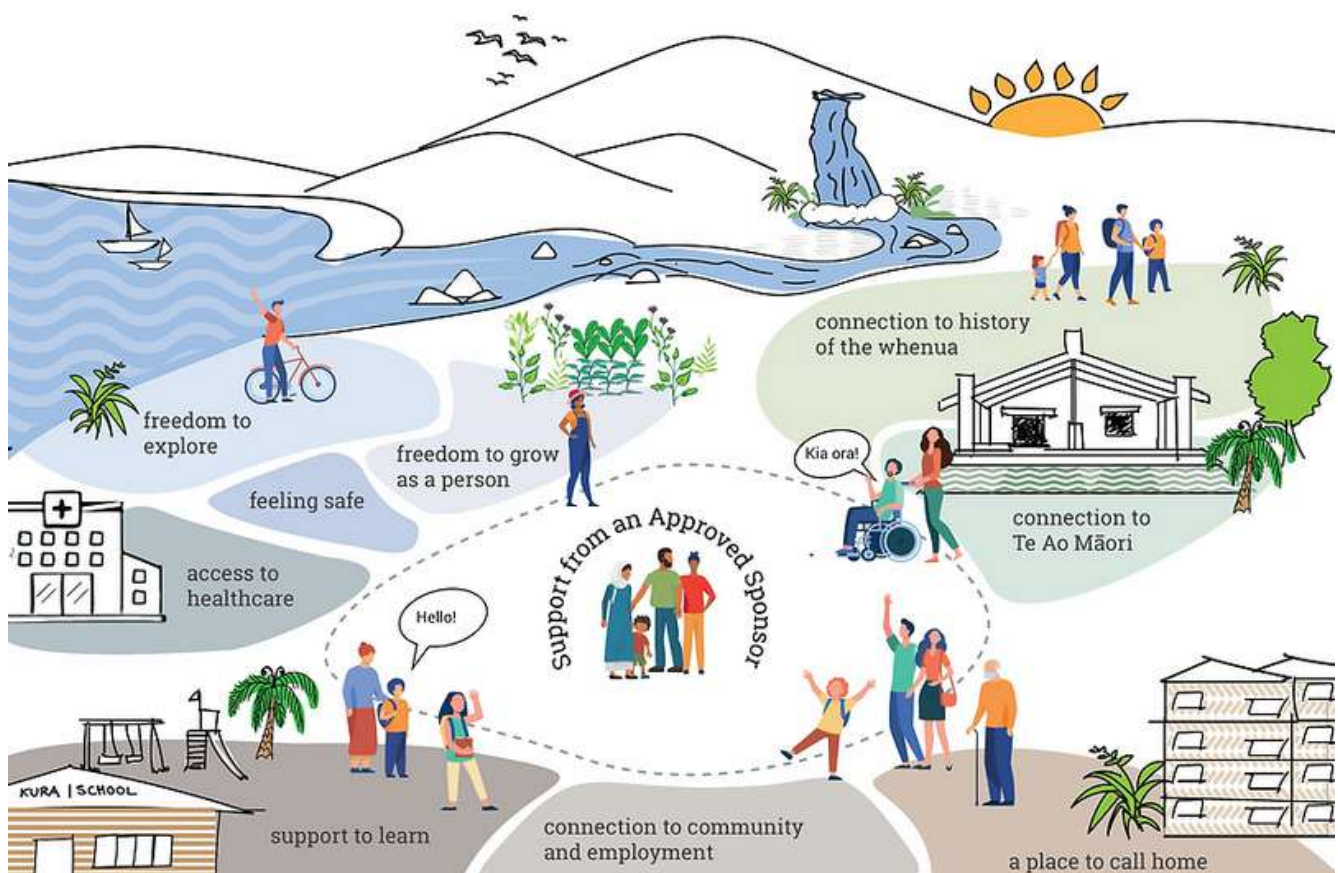 connection to history
of the whenua
freedom to
explore
freedom to grow
as a person
Kia ora!
feeling safe
connection to
Te Ao Māori
Support from an Approved Sponsor
access to
healthcare
Hello!
KURA | SCHOOL
support to learn
connection to community
and employment
a place to call home